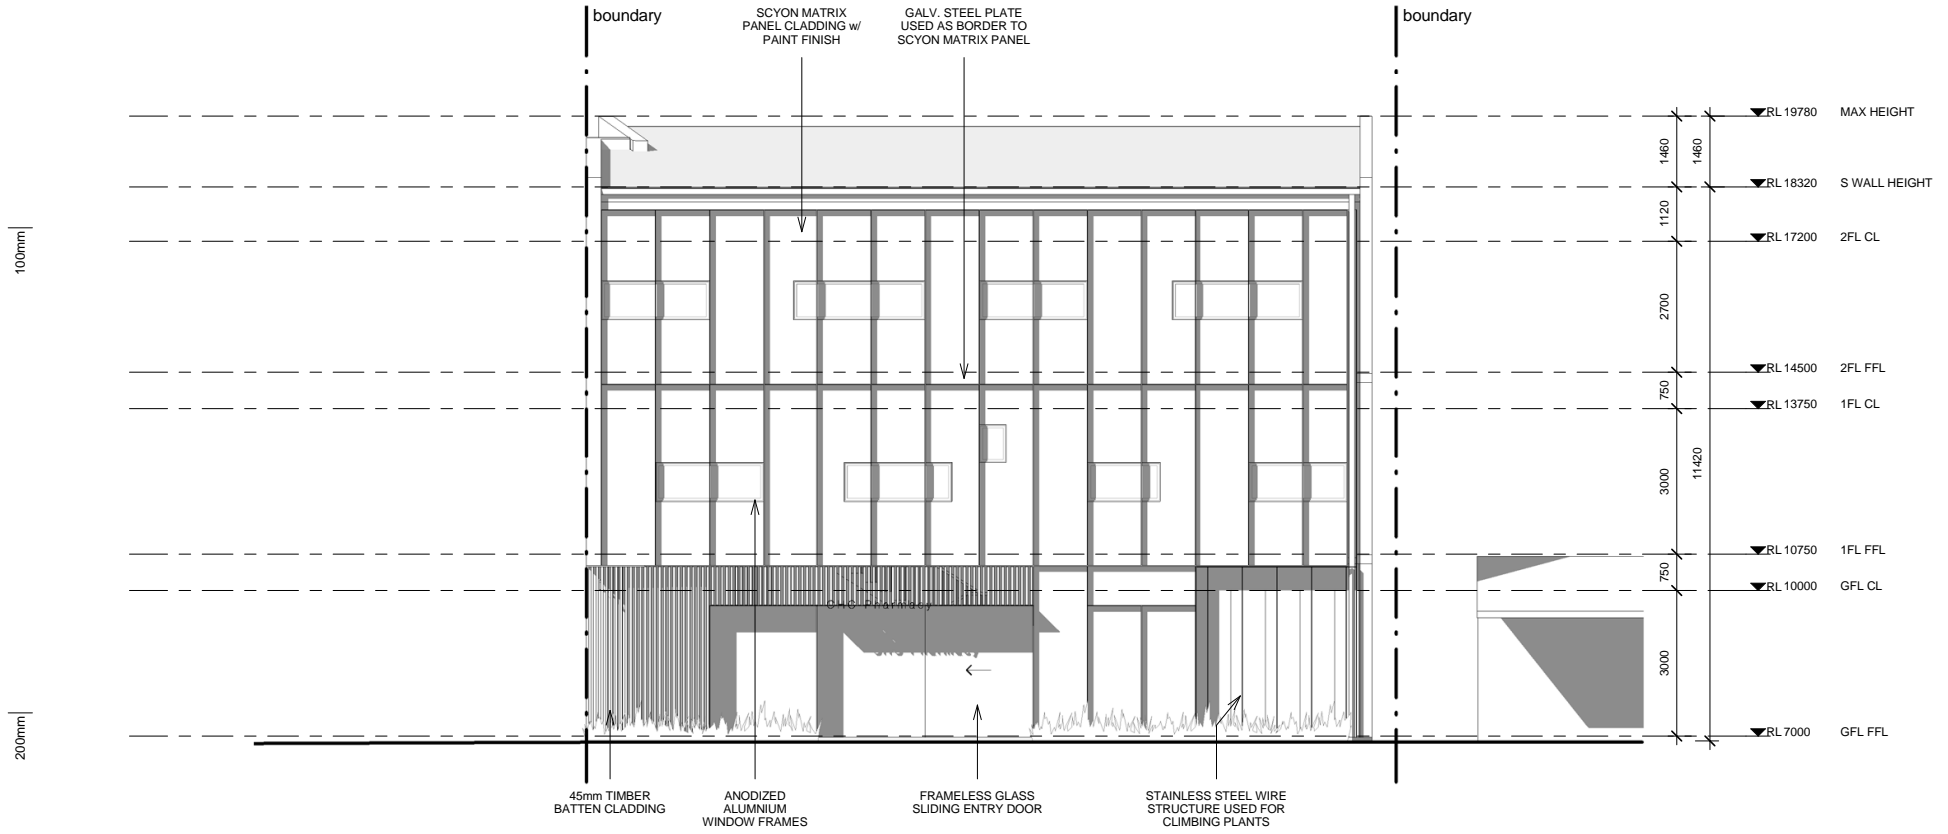 boundary
SCYON MATRIX
PANEL CLADDING w/
PAINT FINISH
GALV. STEEL PLATE
USED AS BORDER TO
SCYON MATRIX PANEL
boundary
RL 19780 MAX HEIGHT
1460
1460
RL 18320 S WALL HEIGHT
1120
100mm
RL 17200 2FL CL
2700
RL 14500 2FL FFL
750
RL 13750 1FL CL
3000
11420
RL 10750 1FL FFL
750
RL 10000 GFL CL
CHC Pharmacy
3000
200mm
RL 7000 GFL FFL
45mm TIMBER
BATTEN CLADDING
ANODIZED
ALUMNIUM
WINDOW FRAMES
FRAMELESS GLASS
SLIDING ENTRY DOOR
STAINLESS STEEL WIRE
STRUCTURE USED FOR
CLIMBING PLANTS